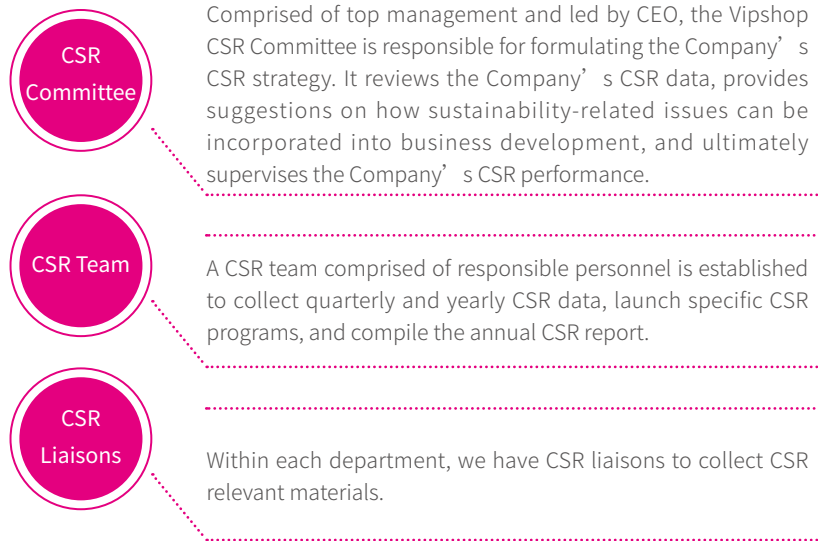 CSR
Committee
Comprised of top management and led by CEO, the Vipshop
CSR Committee is responsible for formulating the Company’s
CSR strategy. It reviews the Company’s CSR data, provides
suggestions on how sustainability-related issues can be
incorporated into business development, and ultimately
supervises the Company’s CSR performance.
CSR Team
A CSR team comprised of responsible personnel is established
to collect quarterly and yearly CSR data, launch specific CSR
programs, and compile the annual CSR report.
CSR
Liaisons
Within each department, we have CSR liaisons to collect CSR
relevant materials.